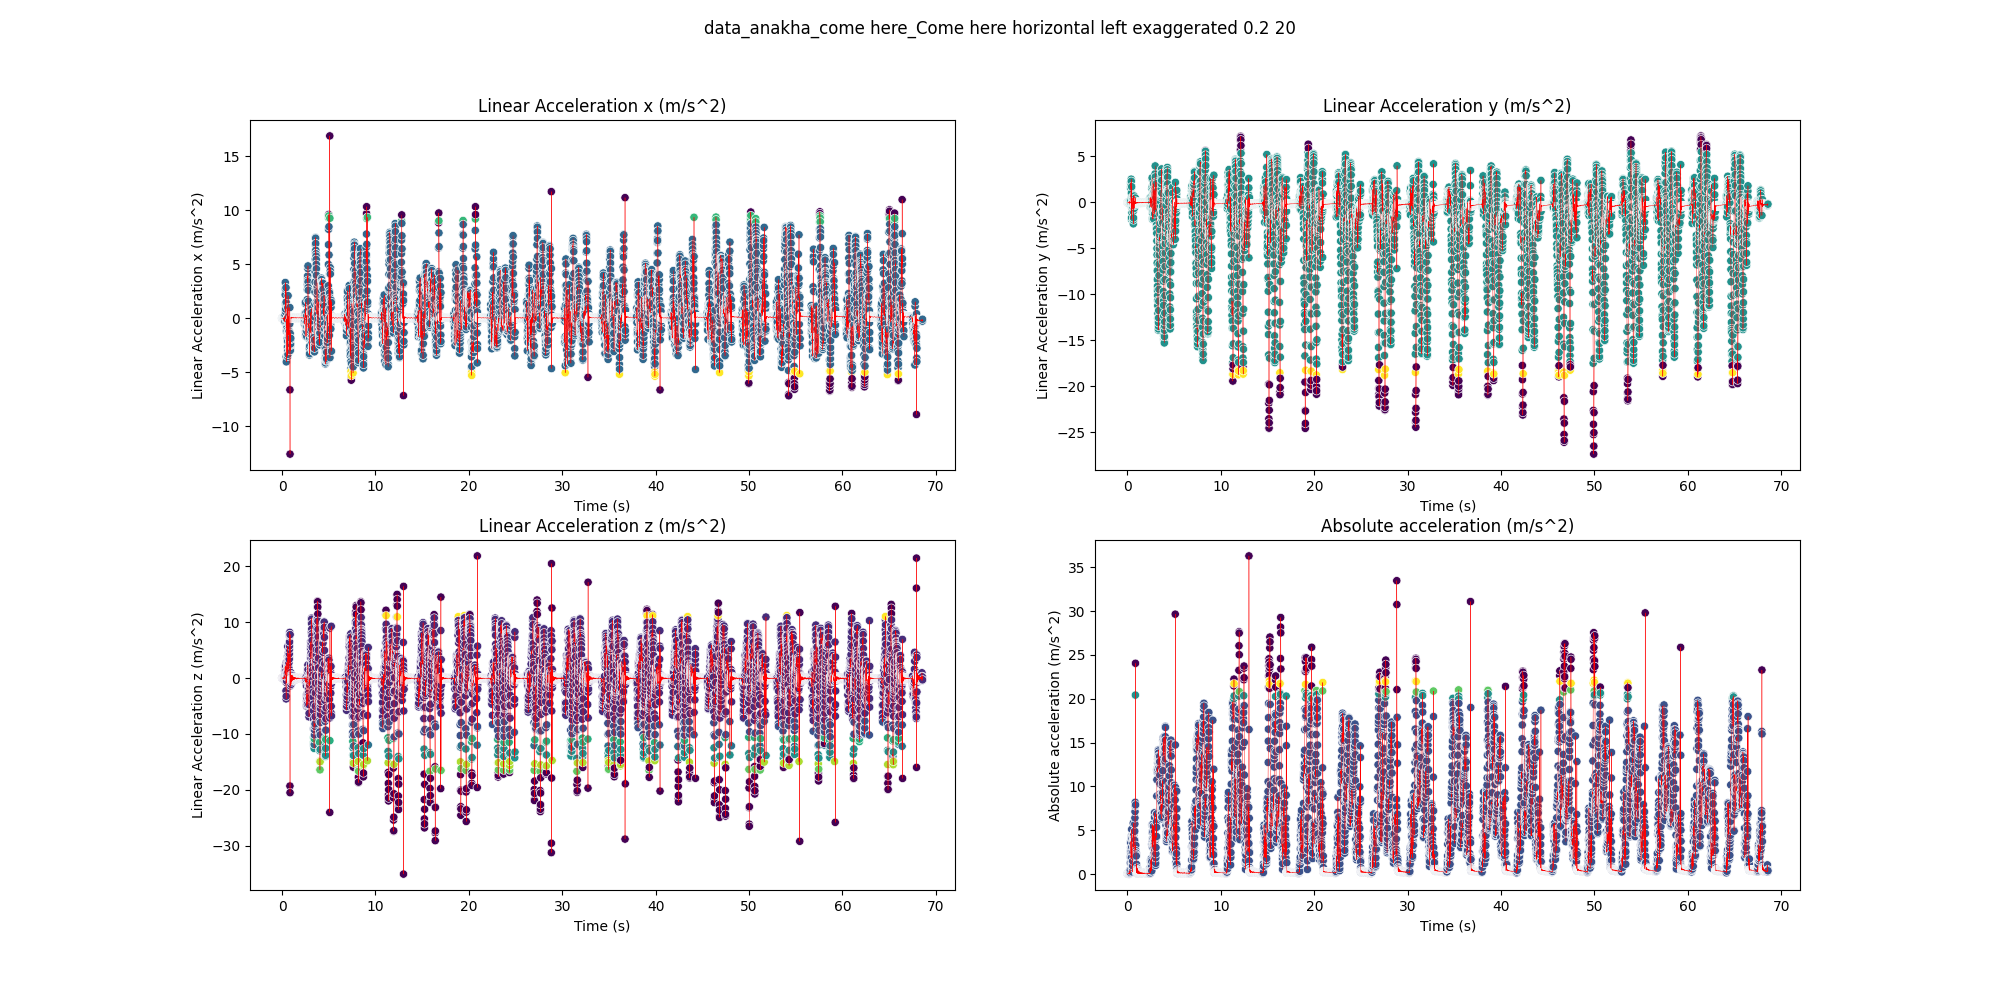 data_anakha_come here_Come here horizontal left exaggerated 0.2 20
Linear Acceleration x (m/s^2)
Linear Acceleration x (m/s^2)
15
10
5
0
−5
−10
0 10 20 30 40 50 60 70
Time (s)
Linear Acceleration y (m/s^2)
Linear Acceleration y (m/s^2)
5
0
−5
−10
−15
−20
−25
0 10 20 30 40 50 60 70
Time (s)
Linear Acceleration z (m/s^2)
Linear Acceleration z (m/s^2)
20
10
0
−10
−20
−30
0 10 20 30 40 50 60 70
Time (s)
Absolute acceleration (m/s^2)
Absolute acceleration (m/s^2)
35
30
25
20
15
10
5
0
0 10 20 30 40 50 60 70
Time (s)